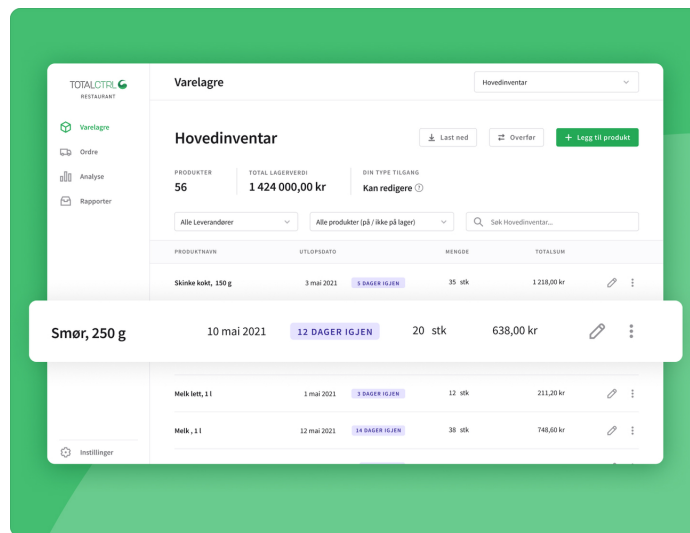 TOTALCTRL
RESTAURANT
Varelagre
Ordre
Analyse
Rapporter
Instillinger
Varelagre
Hovedinventar
Hovedinventar
Last ned
Overfør
+ Legg til produkt
PRODUKTER
56
TOTAL LAGERVERDI
1 424 000,00 kr
DIN TYPE TILGANG
Kan redigere ?
Alle Leverandører
Alle produkter (på / ikke på lager)
Søk Hovedinventar...
PRODUKTNAVN UTLOPSDATO MENGDE TOTALSUM
Skinke kokt, 150 g 3 mai 2021 5 DAGER IGJEN 35 stk 1 218,00 kr
Smør, 250 g 10 mai 2021 12 DAGER IGJEN 20 stk 638,00 kr
Melk lett, 1 l 1 mai 2021 3 DAGER IGJEN 12 stk 211,20 kr
Melk , 1 l 12 mai 2021 14 DAGER IGJEN 38 stk 748,60 kr